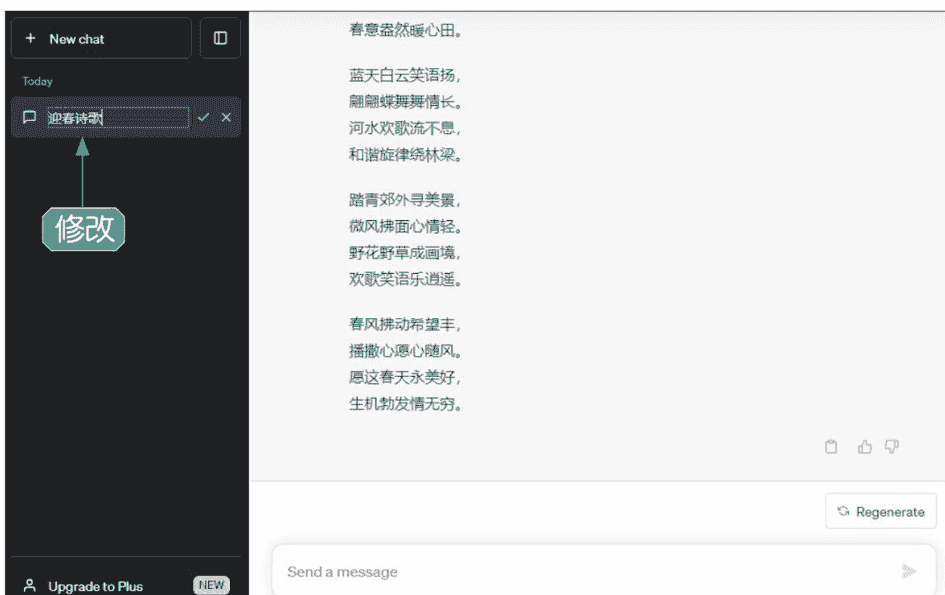 New chat
Today
迎春诗歌
修改
Upgrade to Plus
NEW
春意盎然暖心田。
蓝天白云笑语扬，
翩翩蝶舞舞情长。
河水欢歌流不息，
和谐旋律绕林梁。
踏青郊外寻美景，
微风拂面心情轻。
野花野草成画境，
欢歌笑语乐逍遥。
春风拂动希望丰，
播撒心愿心随风。
愿这春天永美好，
生机勃发情无穷。
Regenerate
Send a message